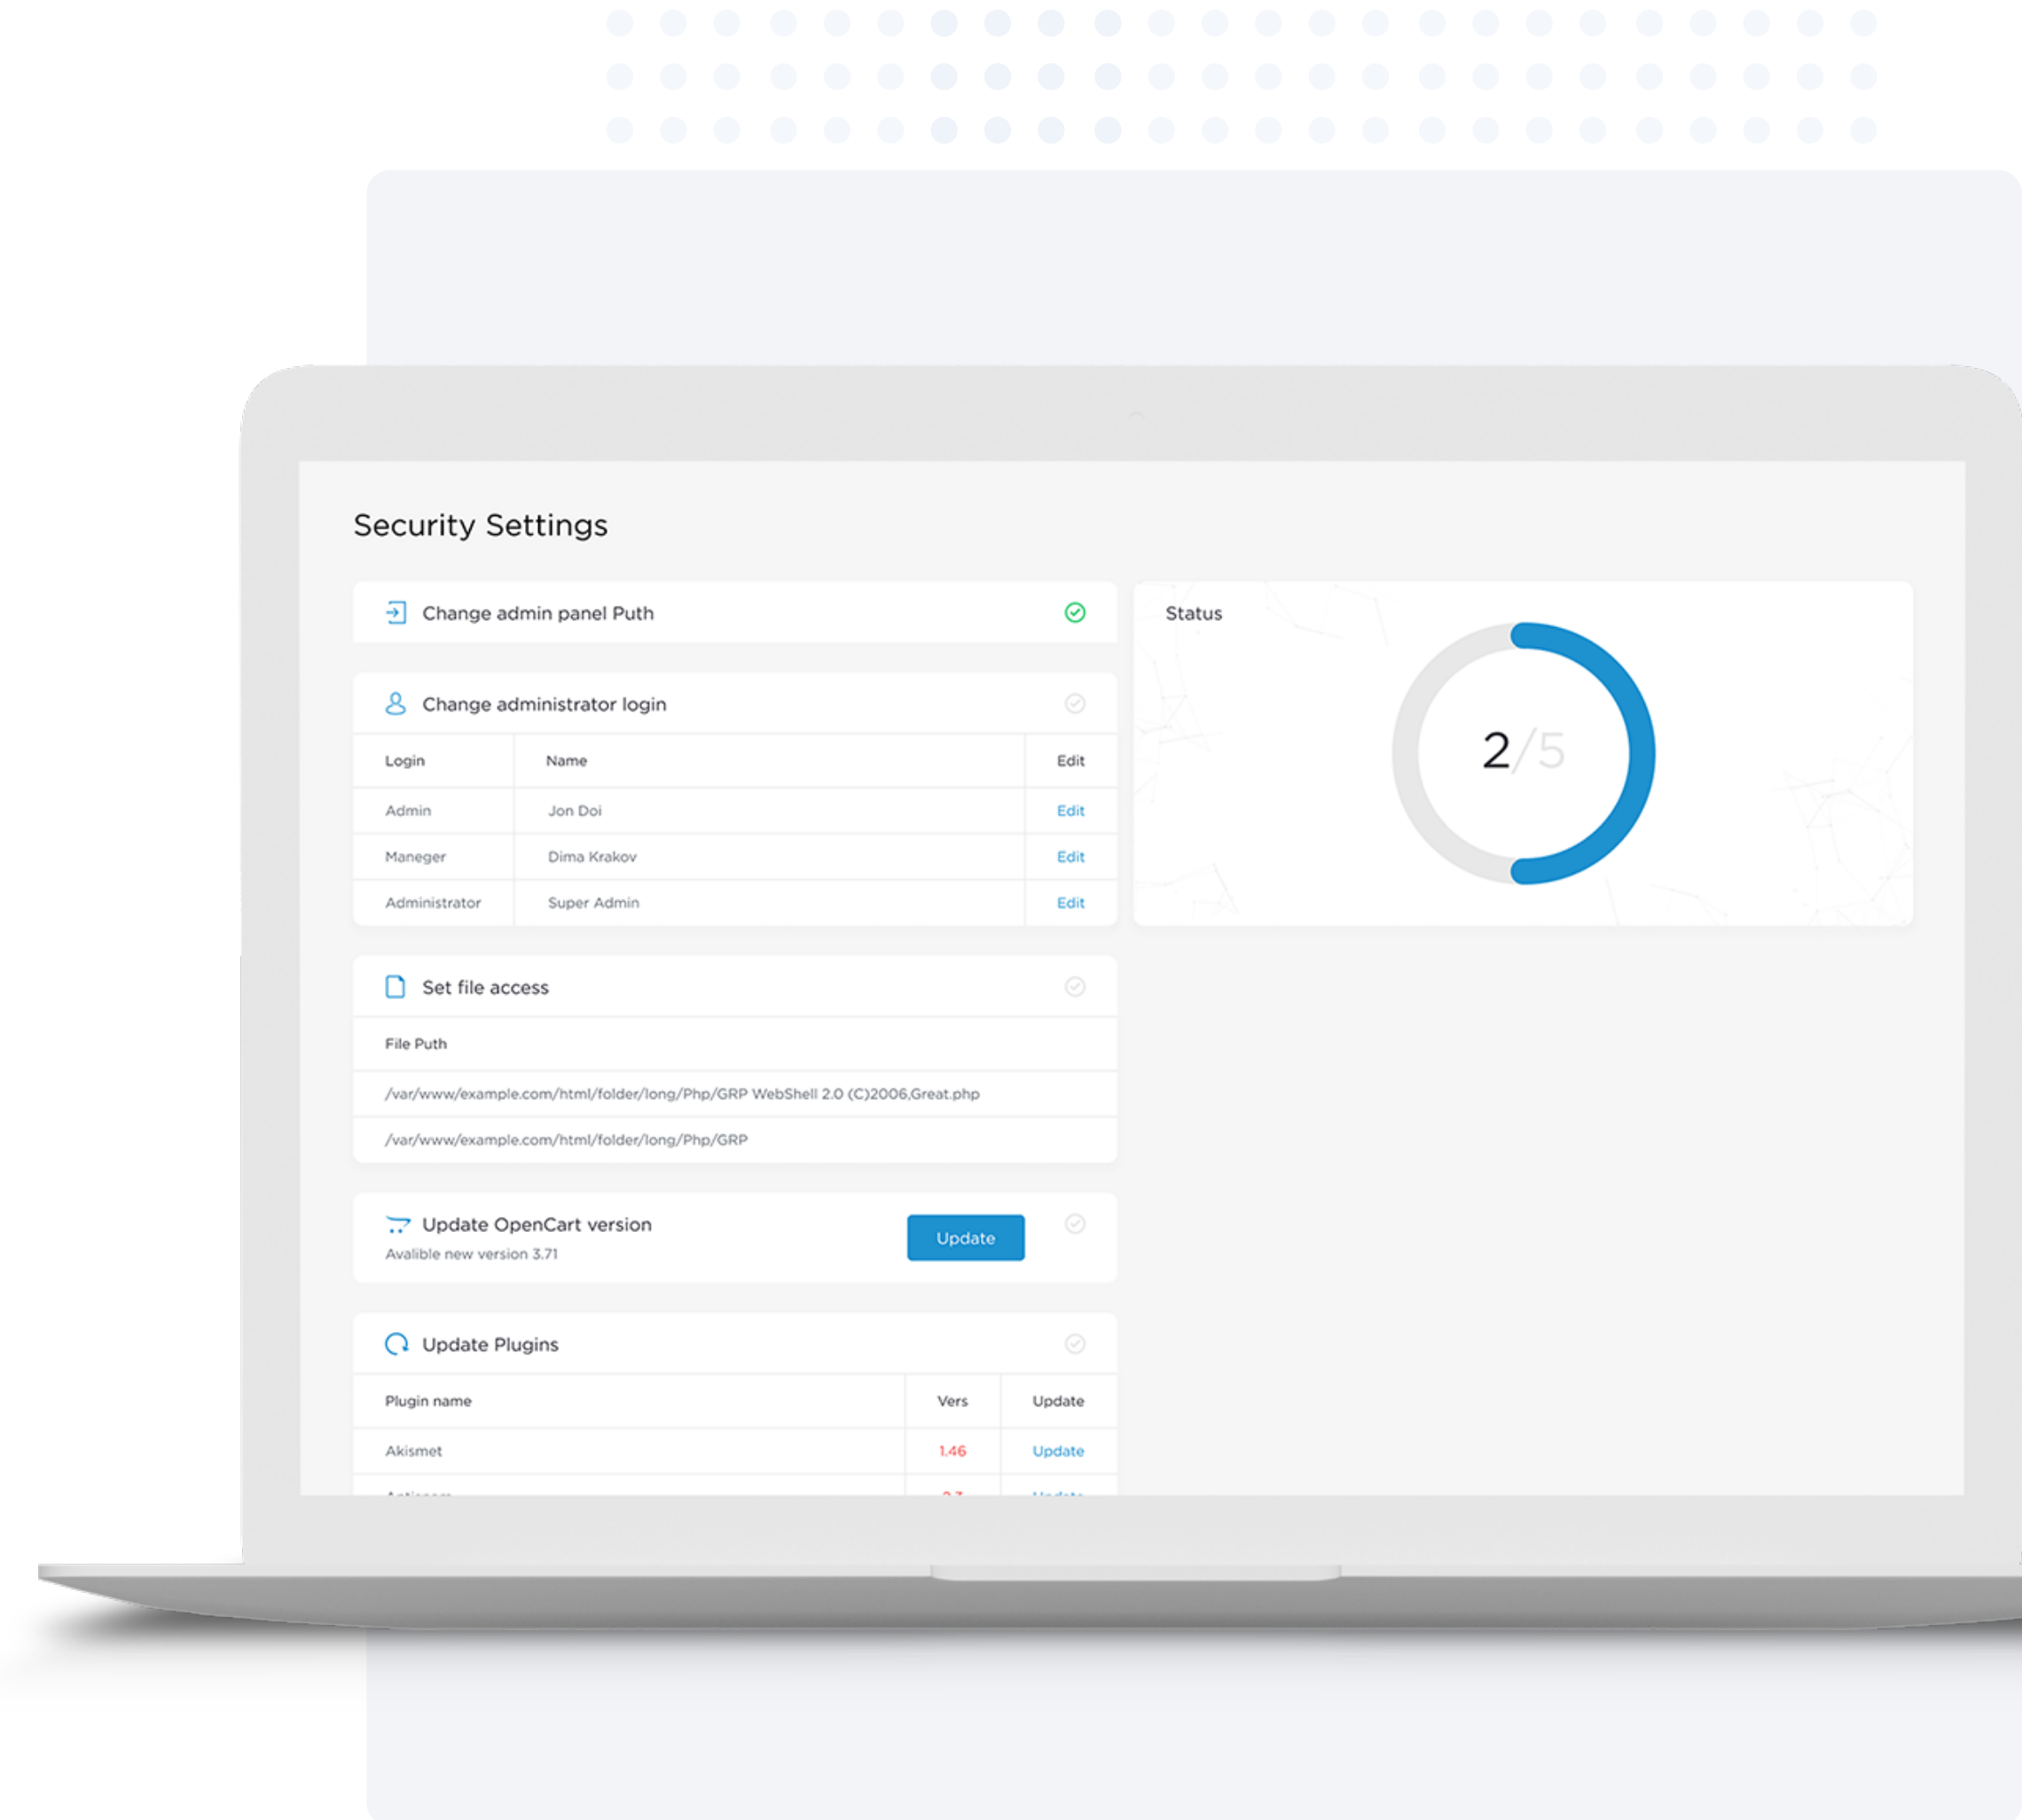 Security Settings
Change admin panel Puth
Status
2/5
Change administrator login
Login Name Edit
Admin Jon Doi Edit
Maneger Dima Krakov Edit
Administrator Super Admin Edit
Set file access
File Puth
/var/www/example.com/html/folder/long/Php/GRP WebShell 2.0 (C)2006,Great.php
/var/www/example.com/html/folder/long/Php/GRP
Update OpenCart version
Update
Avalible new version 3.71
Update Plugins
Plugin name Vers Update
Akismet 1.46 Update